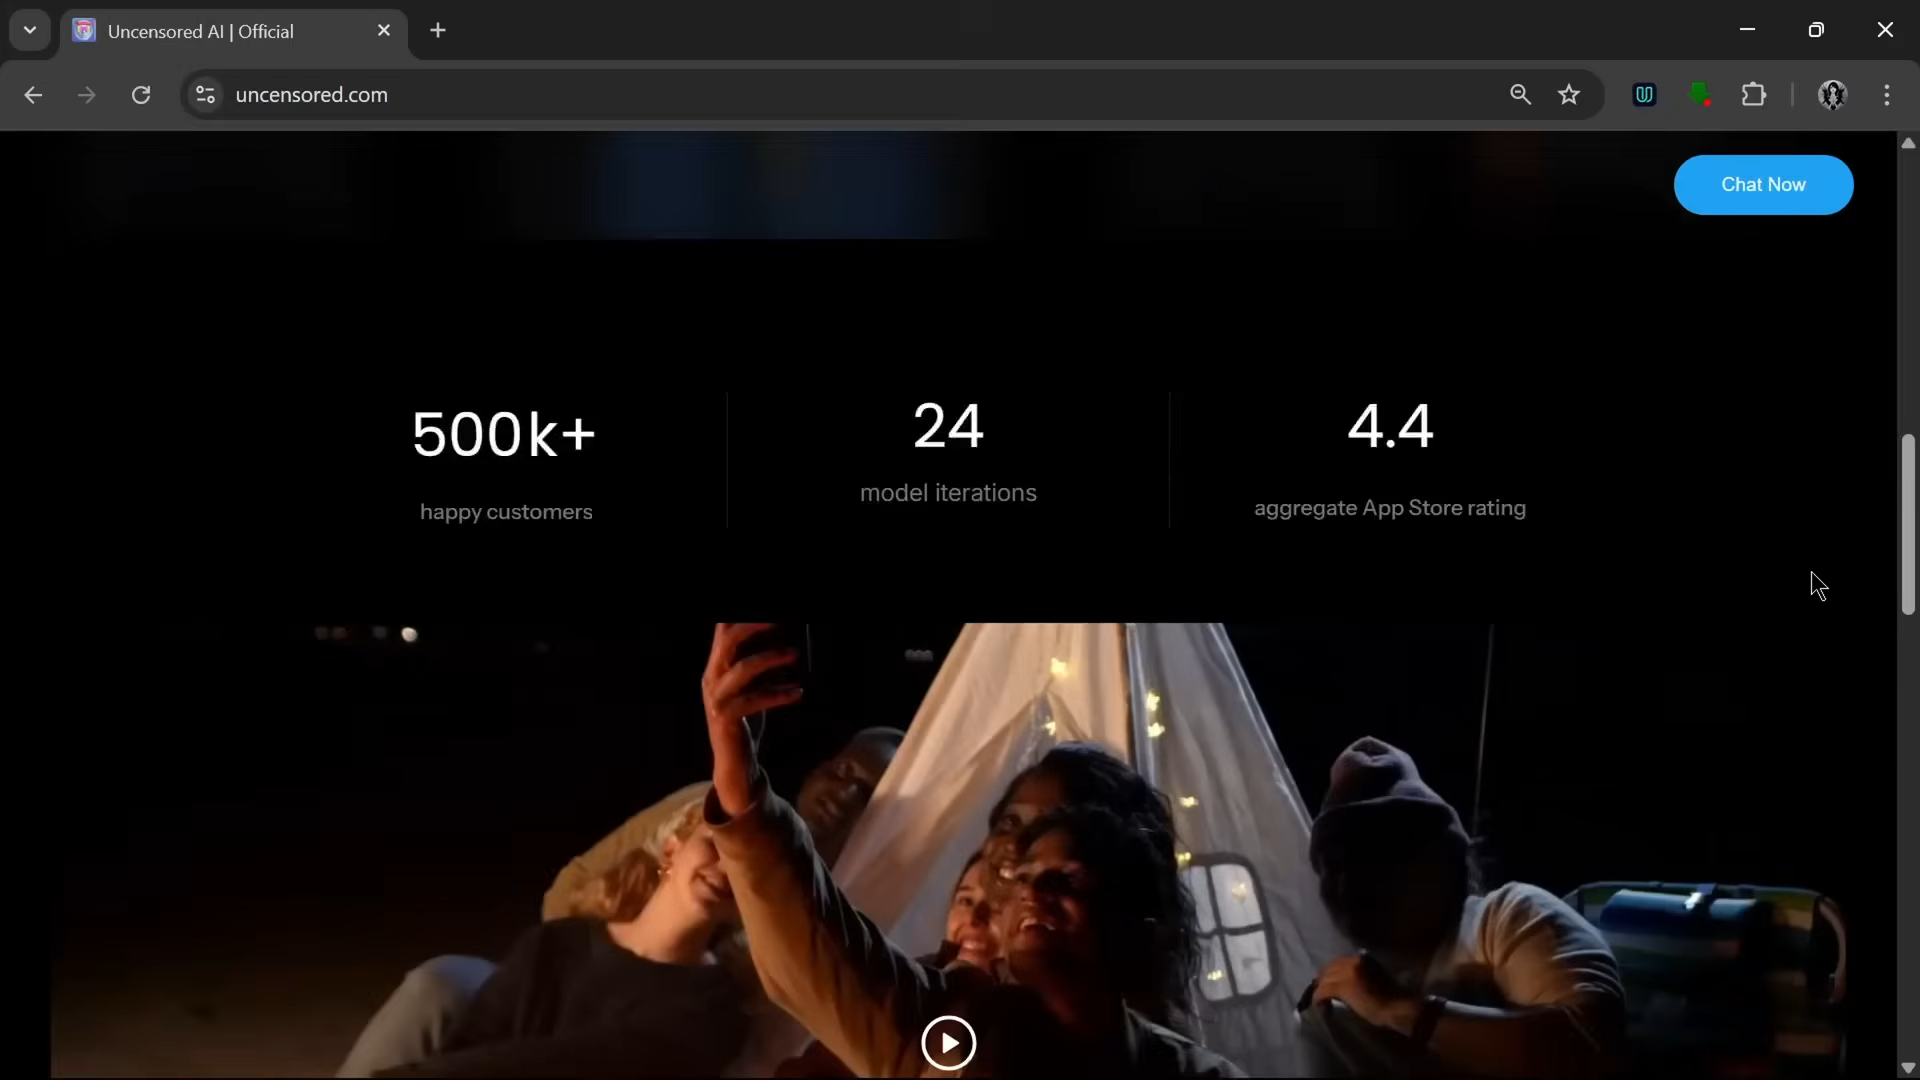 Uncensored AI | Official
uncensored.com
Chat Now
500k+
24
4.4
happy customers
model iterations
aggregate App Store rating